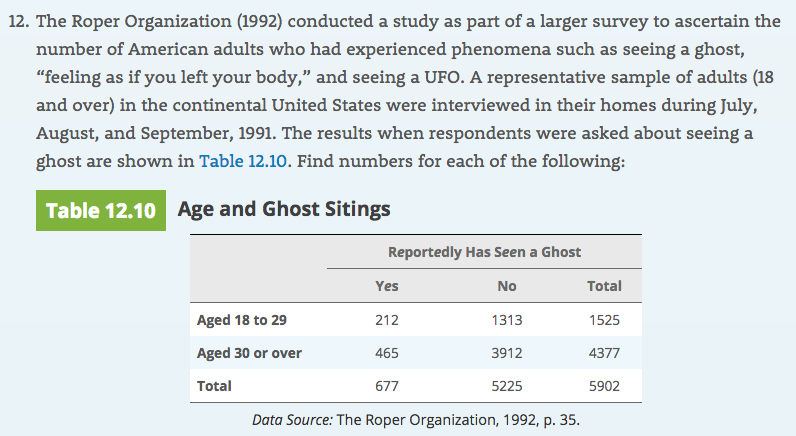 12. The Roper Organization (1992) conducted a study as part of a larger survey to ascertain the
number of American adults who had experienced phenomena such as seeing a ghost,
“feeling as if you left your body,” and seeing a UFO. A representative sample of adults (18
and over) in the continental United States were interviewed in their homes during July,
August, and September, 1991. The results when respondents were asked about seeing a
ghost are shown in Table 12.10. Find numbers for each of the following:
Table 12.10 Age and Ghost Sitings
Reportedly Has Seen a Ghost
Yes No Total
Aged 18 to 29 212 1313 1525
Aged 30 or over 465 3912 4377
Total 677 5225 5902
Data Source: The Roper Organization, 1992, p. 35.